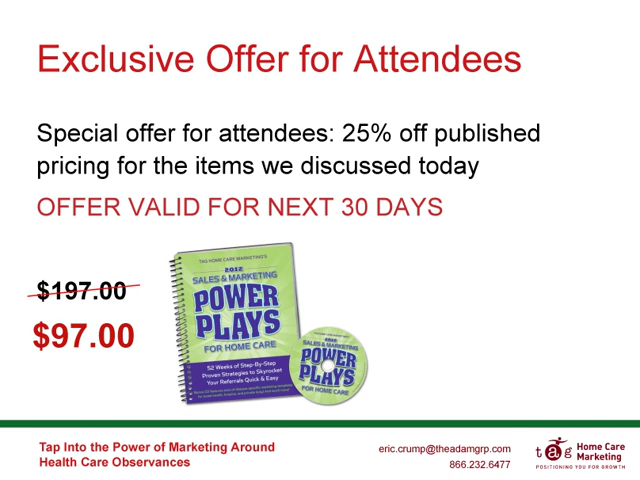 Exclusive Offer for Attendees
Special offer for attendees: 25% off published
pricing for the items we discussed today
OFFER VALID FOR NEXT 30 DAYS
$197.00
$97.00
TAG HOME CARE MARKETING'S
2012
SALES & MARKETING
POWER
PLAYS
FOR HOME CARE
52 Weeks of Step-By-Step
Proven Strategies to Skyrocket
Your Referrals Quick & Easy
SALES & MARKETING
POWER
PLAYS
FOR HOME CARE
Tap Into the Power of Marketing Around
Health Care Observances
eric.crump@theadamgrp.com
866.232.6477
tag
Home Care
Marketing
POSITIONING YOU FOR GROWTH